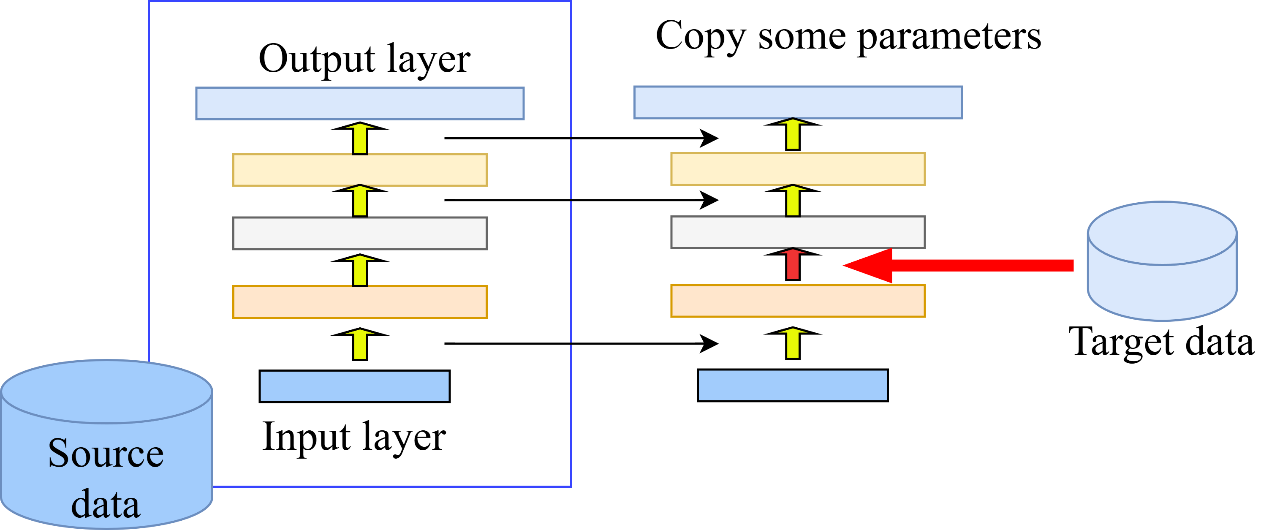 Copy some parameters
Output layer
Target data
Input layer
Source
data